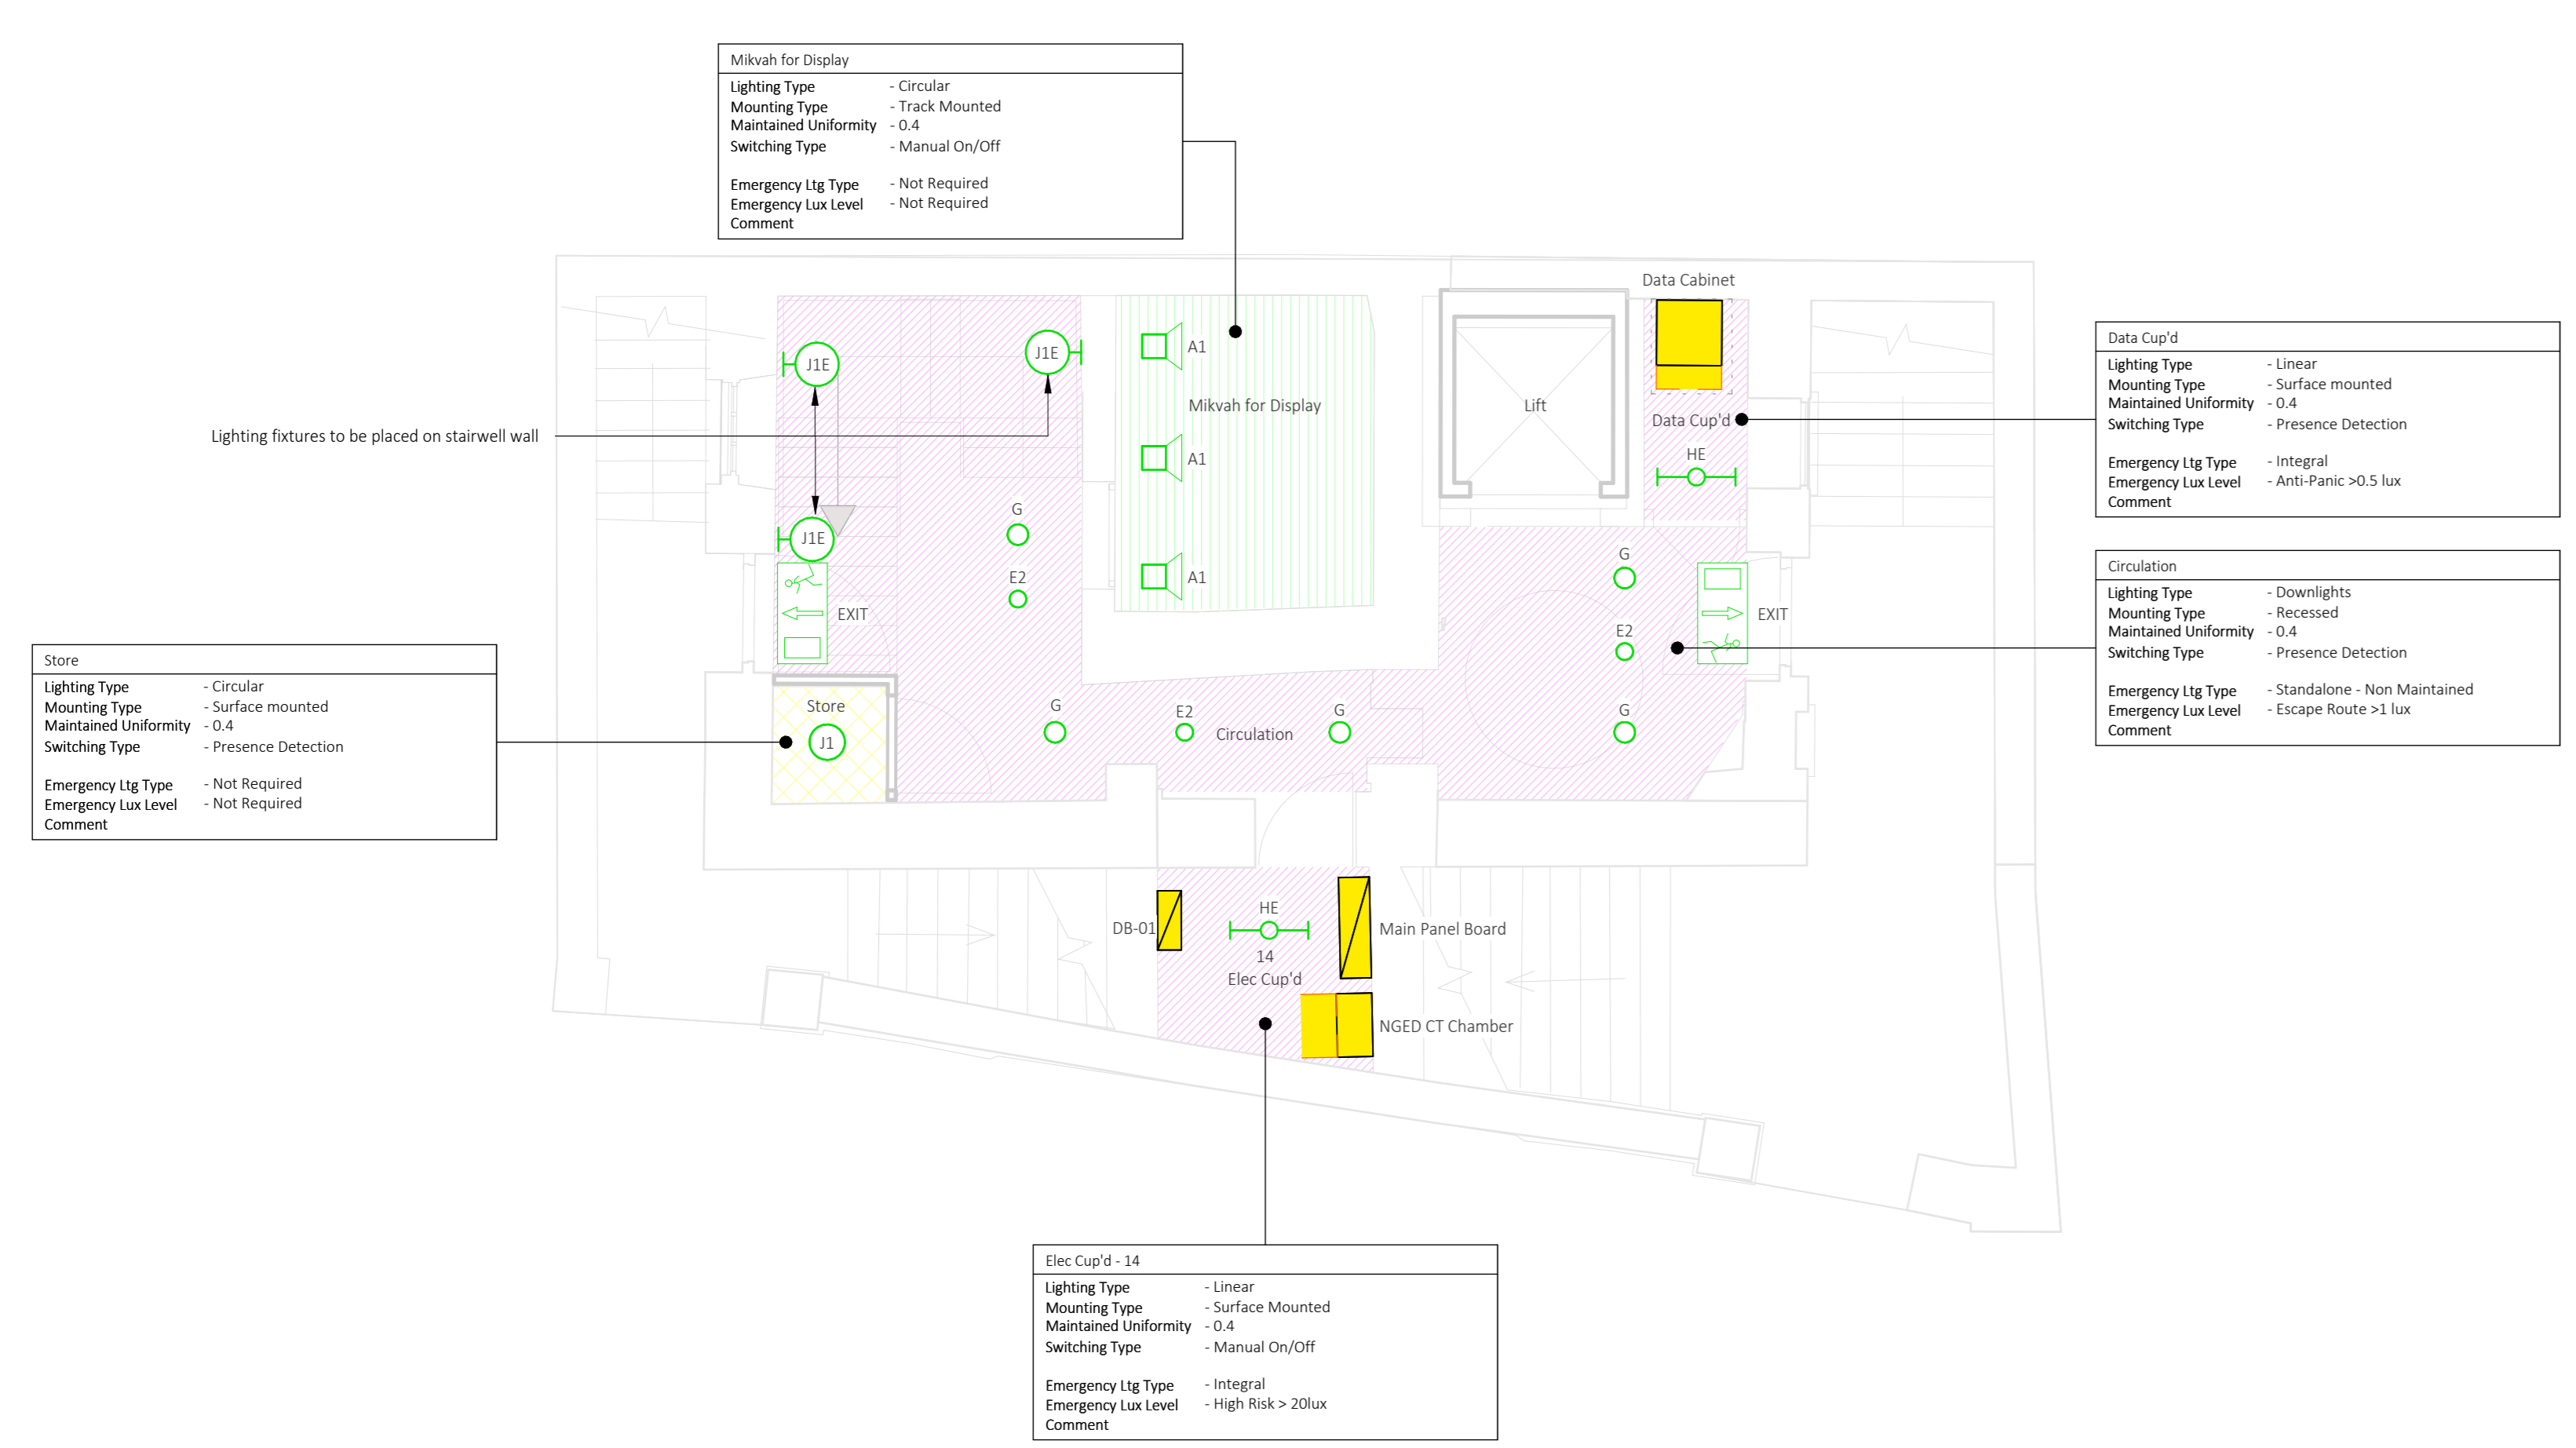 Mikvah for Display
Lighting Type - Circular
Mounting Type - Track Mounted
Maintained Uniformity - 0.4
Switching Type - Manual On/Off
Emergency Ltg Type - Not Required
Emergency Lux Level - Not Required
Comment
Data Cabinet
Data Cup'd
Lighting Type - Linear
Mounting Type - Surface mounted
Maintained Uniformity - 0.4
Switching Type - Presence Detection
Emergency Ltg Type - Integral
Emergency Lux Level - Anti-Panic >0.5 lux
Comment
J1E
J1E
A1
Mikvah for Display
Lift
Data Cup'd
Lighting fixtures to be placed on stairwell wall
A1
HE
G
J1E
G
E2
A1
EXIT
EXIT
E2
Circulation
Lighting Type - Downlights
Mounting Type - Recessed
Maintained Uniformity - 0.4
Switching Type - Presence Detection
Emergency Ltg Type - Standalone - Non Maintained
Emergency Lux Level - Escape Route >1 lux
Comment
Store
Lighting Type - Circular
Mounting Type - Surface mounted
Maintained Uniformity - 0.4
Switching Type - Presence Detection
Emergency Ltg Type - Not Required
Emergency Lux Level - Not Required
Comment
Store
J1
G
E2
Circulation
G
G
HE
DB-01
Main Panel Board
14
Elec Cup'd
NGED CT Chamber
Elec Cup'd - 14
Lighting Type - Linear
Mounting Type - Surface Mounted
Maintained Uniformity - 0.4
Switching Type - Manual On/Off
Emergency Ltg Type - Integral
Emergency Lux Level - High Risk > 20lux
Comment